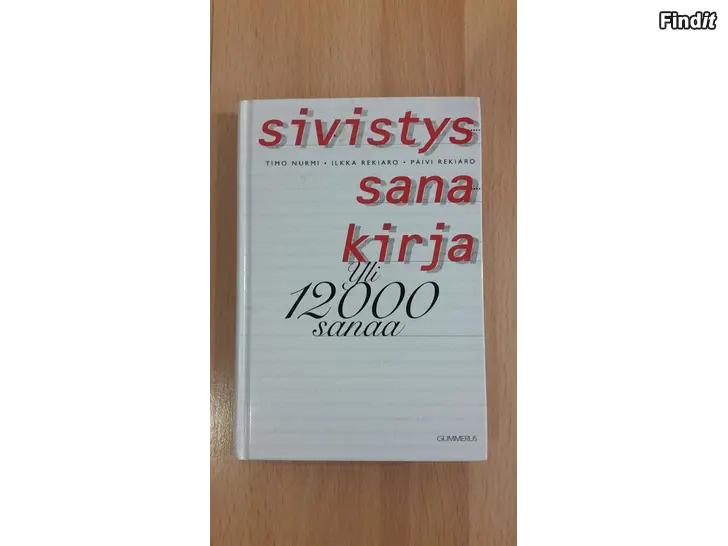 Findit
sivistys
TIMO NURMI • ILKKA REKIARO • PÄIVI REKIARO
sana
kirja
Yli
12000
sanaa
GUMMERUS